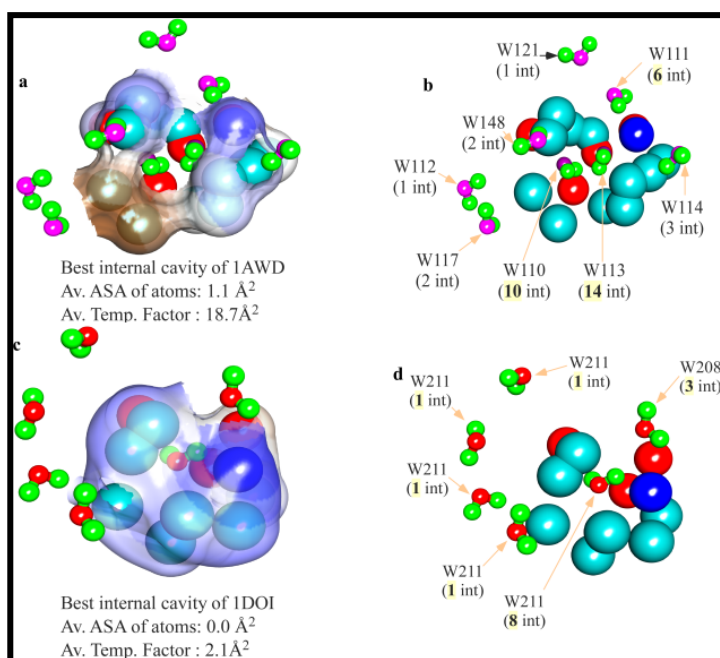 a
b
W121
(1 int)
W111
(6 int)
W148
(2 int)
W112
(1 int)
W117
(2 int)
W110
(10 int)
W113
(14 int)
W114
(3 int)
Best internal cavity of 1AWD
Av. ASA of atoms: 1.1 Å²
Av. Temp. Factor : 18.7Å²
c
d
W211
(1 int)
W208
(3 int)
W211
(1 int)
W211
(1 int)
W211
(1 int)
W211
(8 int)
Best internal cavity of 1DOI
Av. ASA of atoms: 0.0 Å²
Av. Temp. Factor : 2.1Å²